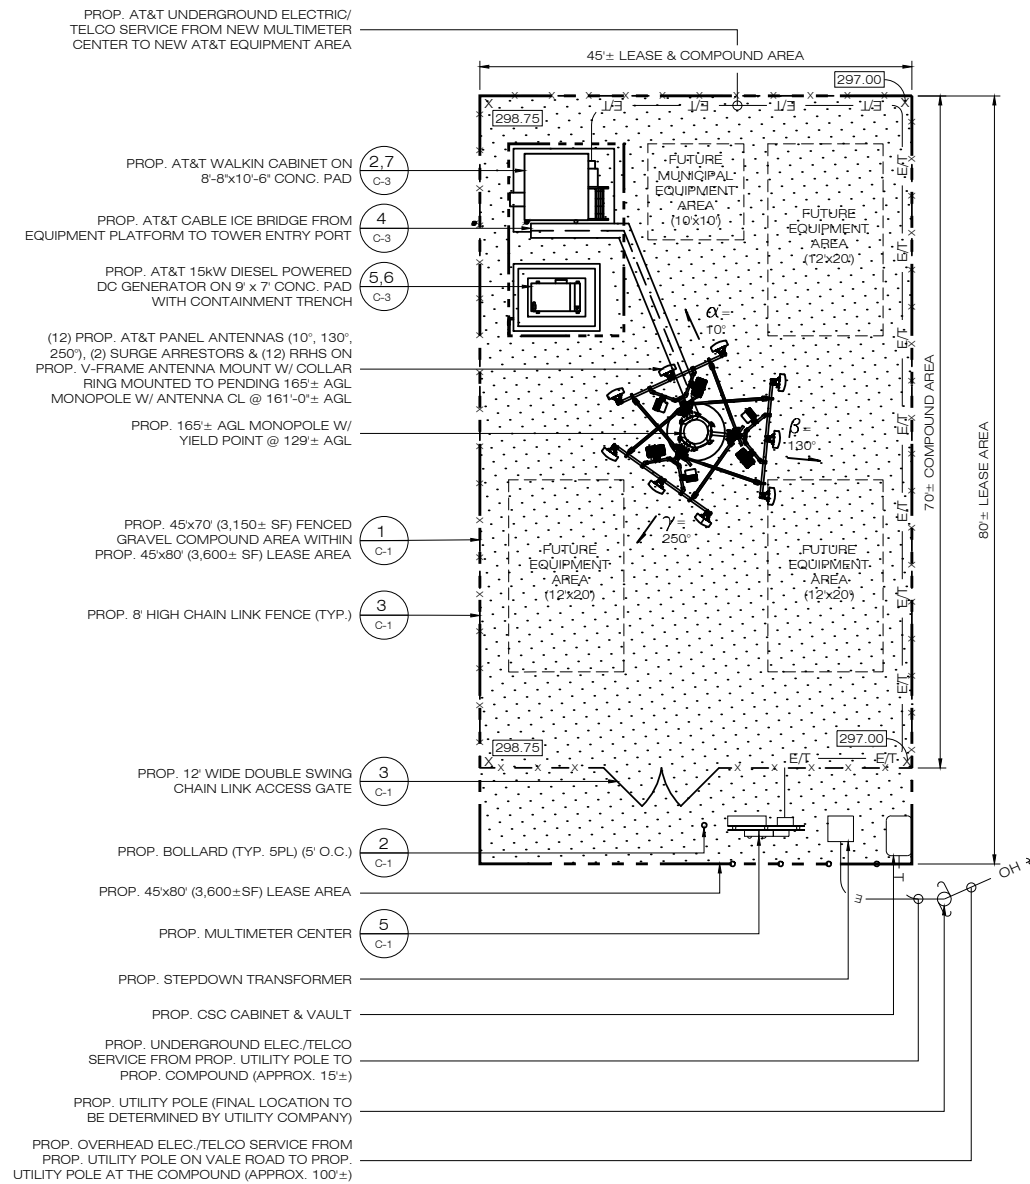 PROP. AT&T UNDERGROUND ELECTRIC/
TELCO SERVICE FROM NEW MULTIMETER
CENTER TO NEW AT&T EQUIPMENT AREA
45'± LEASE & COMPOUND AREA
297.00
298.75
E/T
E/T
E/T
E/T
PROP. AT&T WALKIN CABINET ON
8'-8"x10'-6" CONC. PAD
2,7
C-3
FUTURE
MUNICIPAL
EQUIPMENT
AREA
(10'x10')
FUTURE
EQUIPMENT
AREA
(12'x20')
E/T
PROP. AT&T CABLE ICE BRIDGE FROM
EQUIPMENT PLATFORM TO TOWER ENTRY PORT
4
C-3
E/T
PROP. AT&T 15kW DIESEL POWERED
DC GENERATOR ON 9' x 7' CONC. PAD
WITH CONTAINMENT TRENCH
5,6
C-3
α=
10°
E/T
(12) PROP. AT&T PANEL ANTENNAS (10°, 130°,
250°), (2) SURGE ARRESTORS & (12) RRHS ON
PROP. V-FRAME ANTENNA MOUNT W/ COLLAR
RING MOUNTED TO PENDING 165'± AGL
MONOPOLE W/ ANTENNA CL @ 161'-0"± AGL
PROP. 165'± AGL MONOPOLE W/
YIELD POINT @ 129'± AGL
β=
130°
E/T
70'± COMPOUND AREA
80'± LEASE AREA
PROP. 45'x70' (3,150± SF) FENCED
GRAVEL COMPOUND AREA WITHIN
PROP. 45'x80' (3,600± SF) LEASE AREA
1
C-1
γ=
250°
E/T
FUTURE
EQUIPMENT
AREA
(12'x20')
FUTURE
EQUIPMENT
AREA
(12'x20')
E/T
PROP. 8' HIGH CHAIN LINK FENCE (TYP.)
3
C-1
E/T
298.75
297.00
E/T
E/T
PROP. 12' WIDE DOUBLE SWING
CHAIN LINK ACCESS GATE
3
C-1
PROP. BOLLARD (TYP. 5PL) (5' O.C.)
2
C-1
PROP. 45'x80' (3,600±SF) LEASE AREA
T
E
OH
PROP. MULTIMETER CENTER
5
C-1
PROP. STEPDOWN TRANSFORMER
PROP. CSC CABINET & VAULT
PROP. UNDERGROUND ELEC./TELCO
SERVICE FROM PROP. UTILITY POLE TO
PROP. COMPOUND (APPROX. 15'±)
PROP. UTILITY POLE (FINAL LOCATION TO
BE DETERMINED BY UTILITY COMPANY)
PROP. OVERHEAD ELEC./TELCO SERVICE FROM
PROP. UTILITY POLE ON VALE ROAD TO PROP.
UTILITY POLE AT THE COMPOUND (APPROX. 100'±)